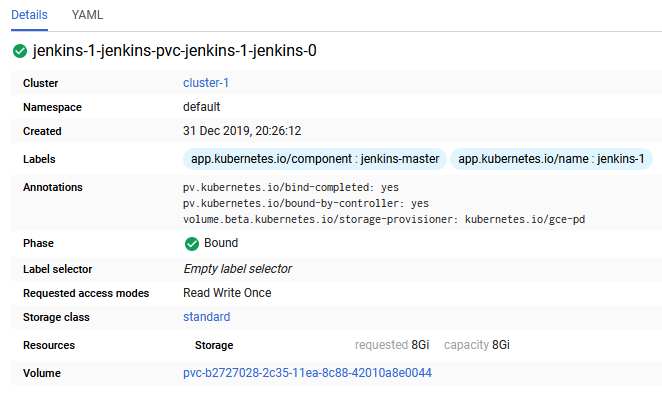 Details YAML
jenkins-1-jenkins-pvc-jenkins-1-jenkins-0
Cluster cluster-1
Namespace default
Created 31 Dec 2019, 20:26:12
Labels app.kubernetes.io/component : jenkins-master app.kubernetes.io/name : jenkins-1
Annotations pv.kubernetes.io/bind-completed: yes
pv.kubernetes.io/bound-by-controller: yes
volume.beta.kubernetes.io/storage-provisioner: kubernetes.io/gce-pd
Phase Bound
Label selector Empty label selector
Requested access modes Read Write Once
Storage class standard
Resources Storage requested 8Gi capacity 8Gi
Volume pvc-b2727028-2c35-11ea-8c88-42010a8e0044